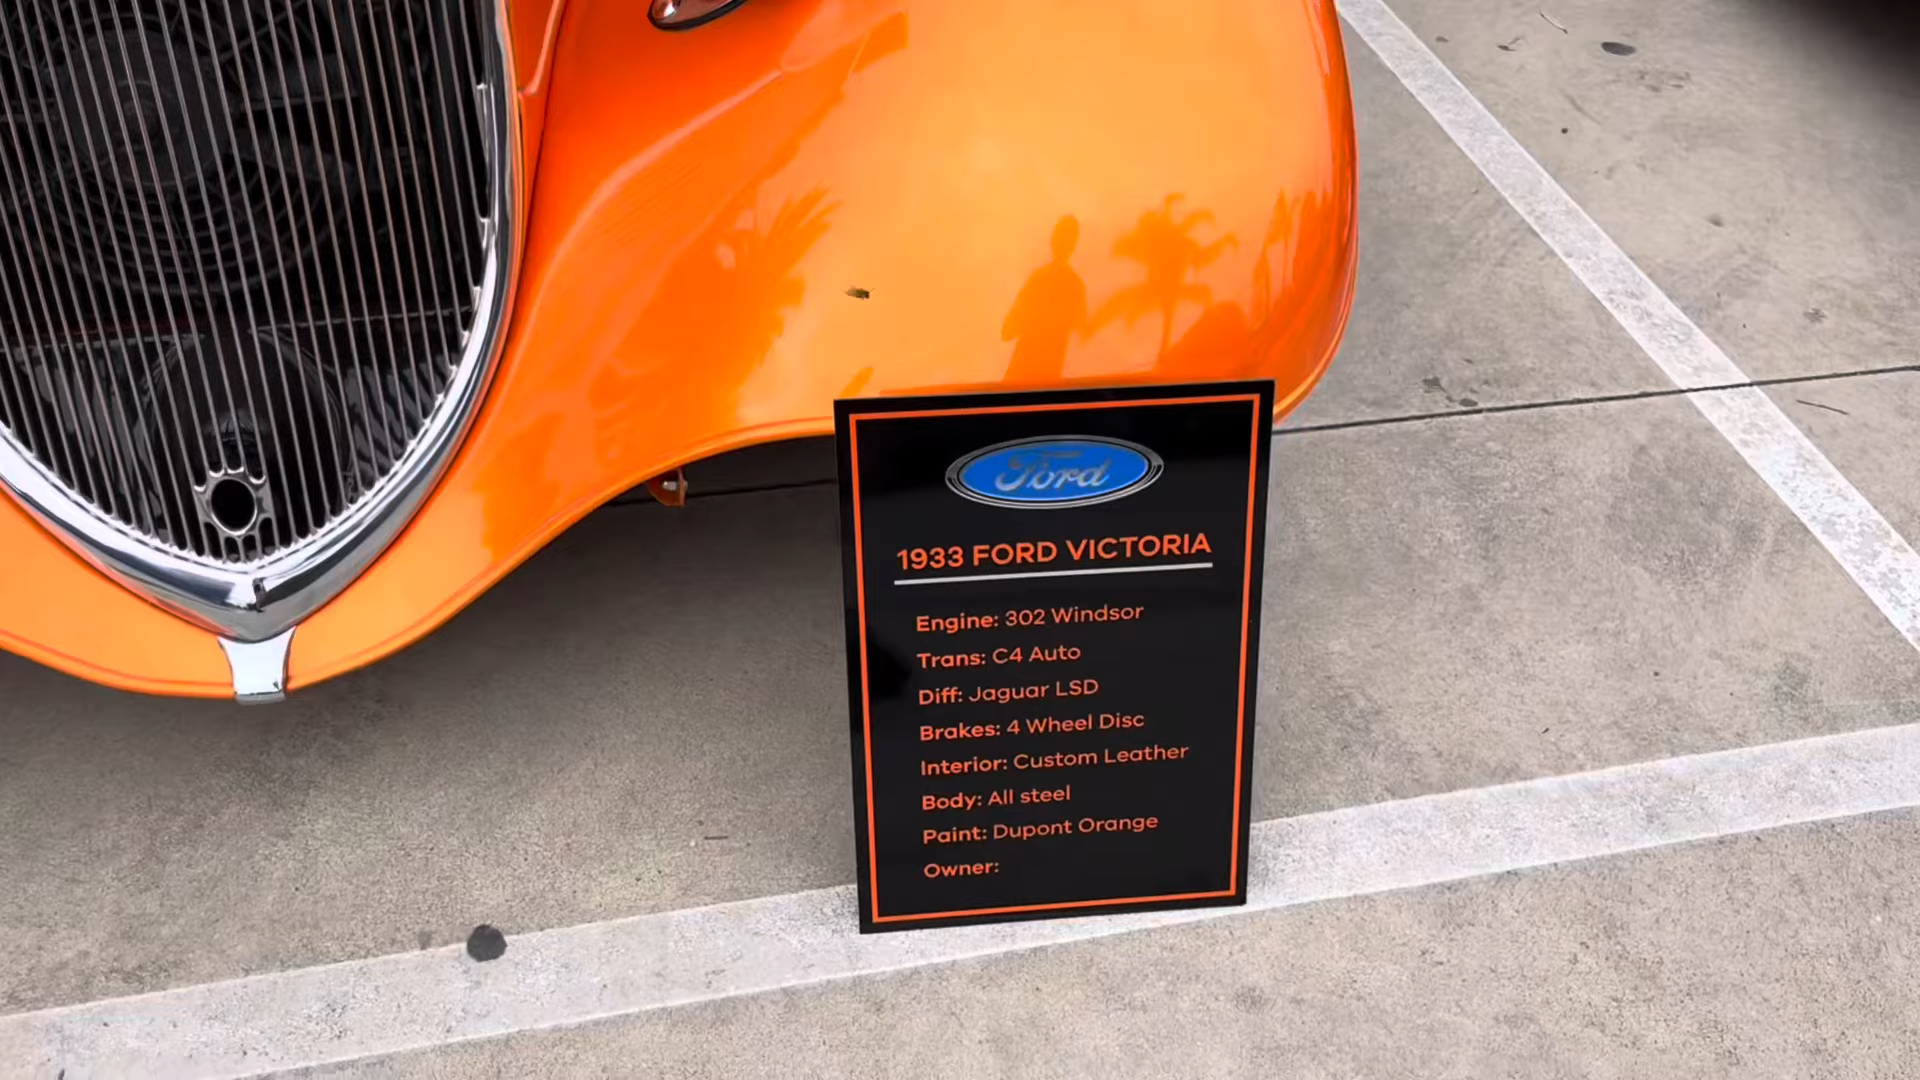 Ford
1933 FORD VICTORIA
Engine: 302 Windsor
Trans: C4 Auto
Diff: Jaguar LSD
Brakes: 4 Wheel Disc
Interior: Custom Leather
Body: All steel
Paint: Dupont Orange
Owner: